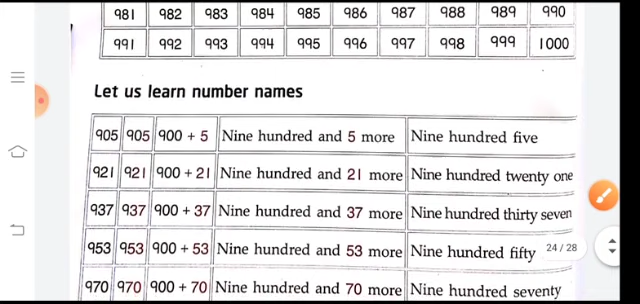 981 982 983 984 985 986 987 988 989 990
991 992 993 994 995 996 997 998 999 1000
Let us learn number names
905 905 900 + 5 Nine hundred and 5 more Nine hundred five
921 921 900 + 21 Nine hundred and 21 more Nine hundred twenty one
937 937 900 + 37 Nine hundred and 37 more Nine hundred thirty seven
953 953 900 + 53 Nine hundred and 53 more Nine hundred fifty
24 / 28
970 970 900 + 70 Nine hundred and 70 more Nine hundred seventy